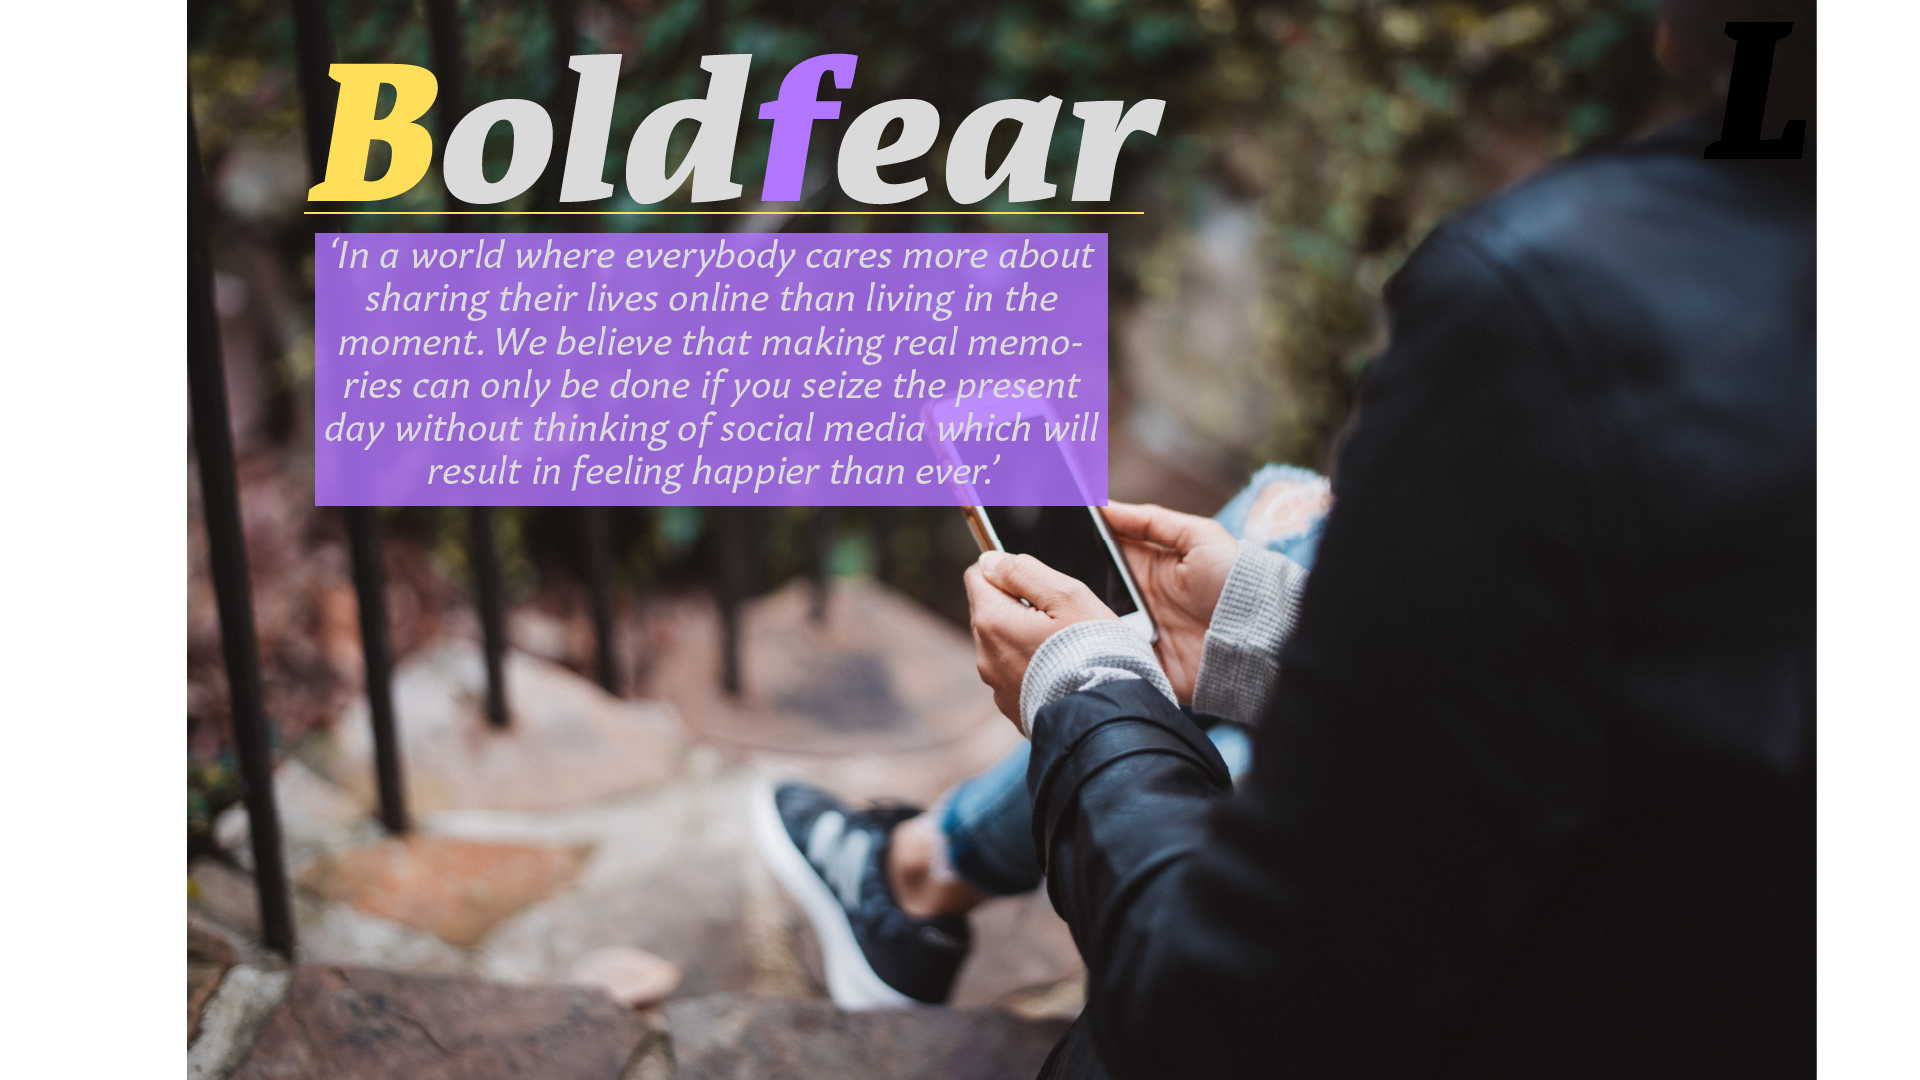 Boldfear
L
‘In a world where everybody cares more about
sharing their lives online than living in the
moment. We believe that making real memo-
ries can only be done if you seize the present
day without thinking of social media which will
result in feeling happier than ever.’